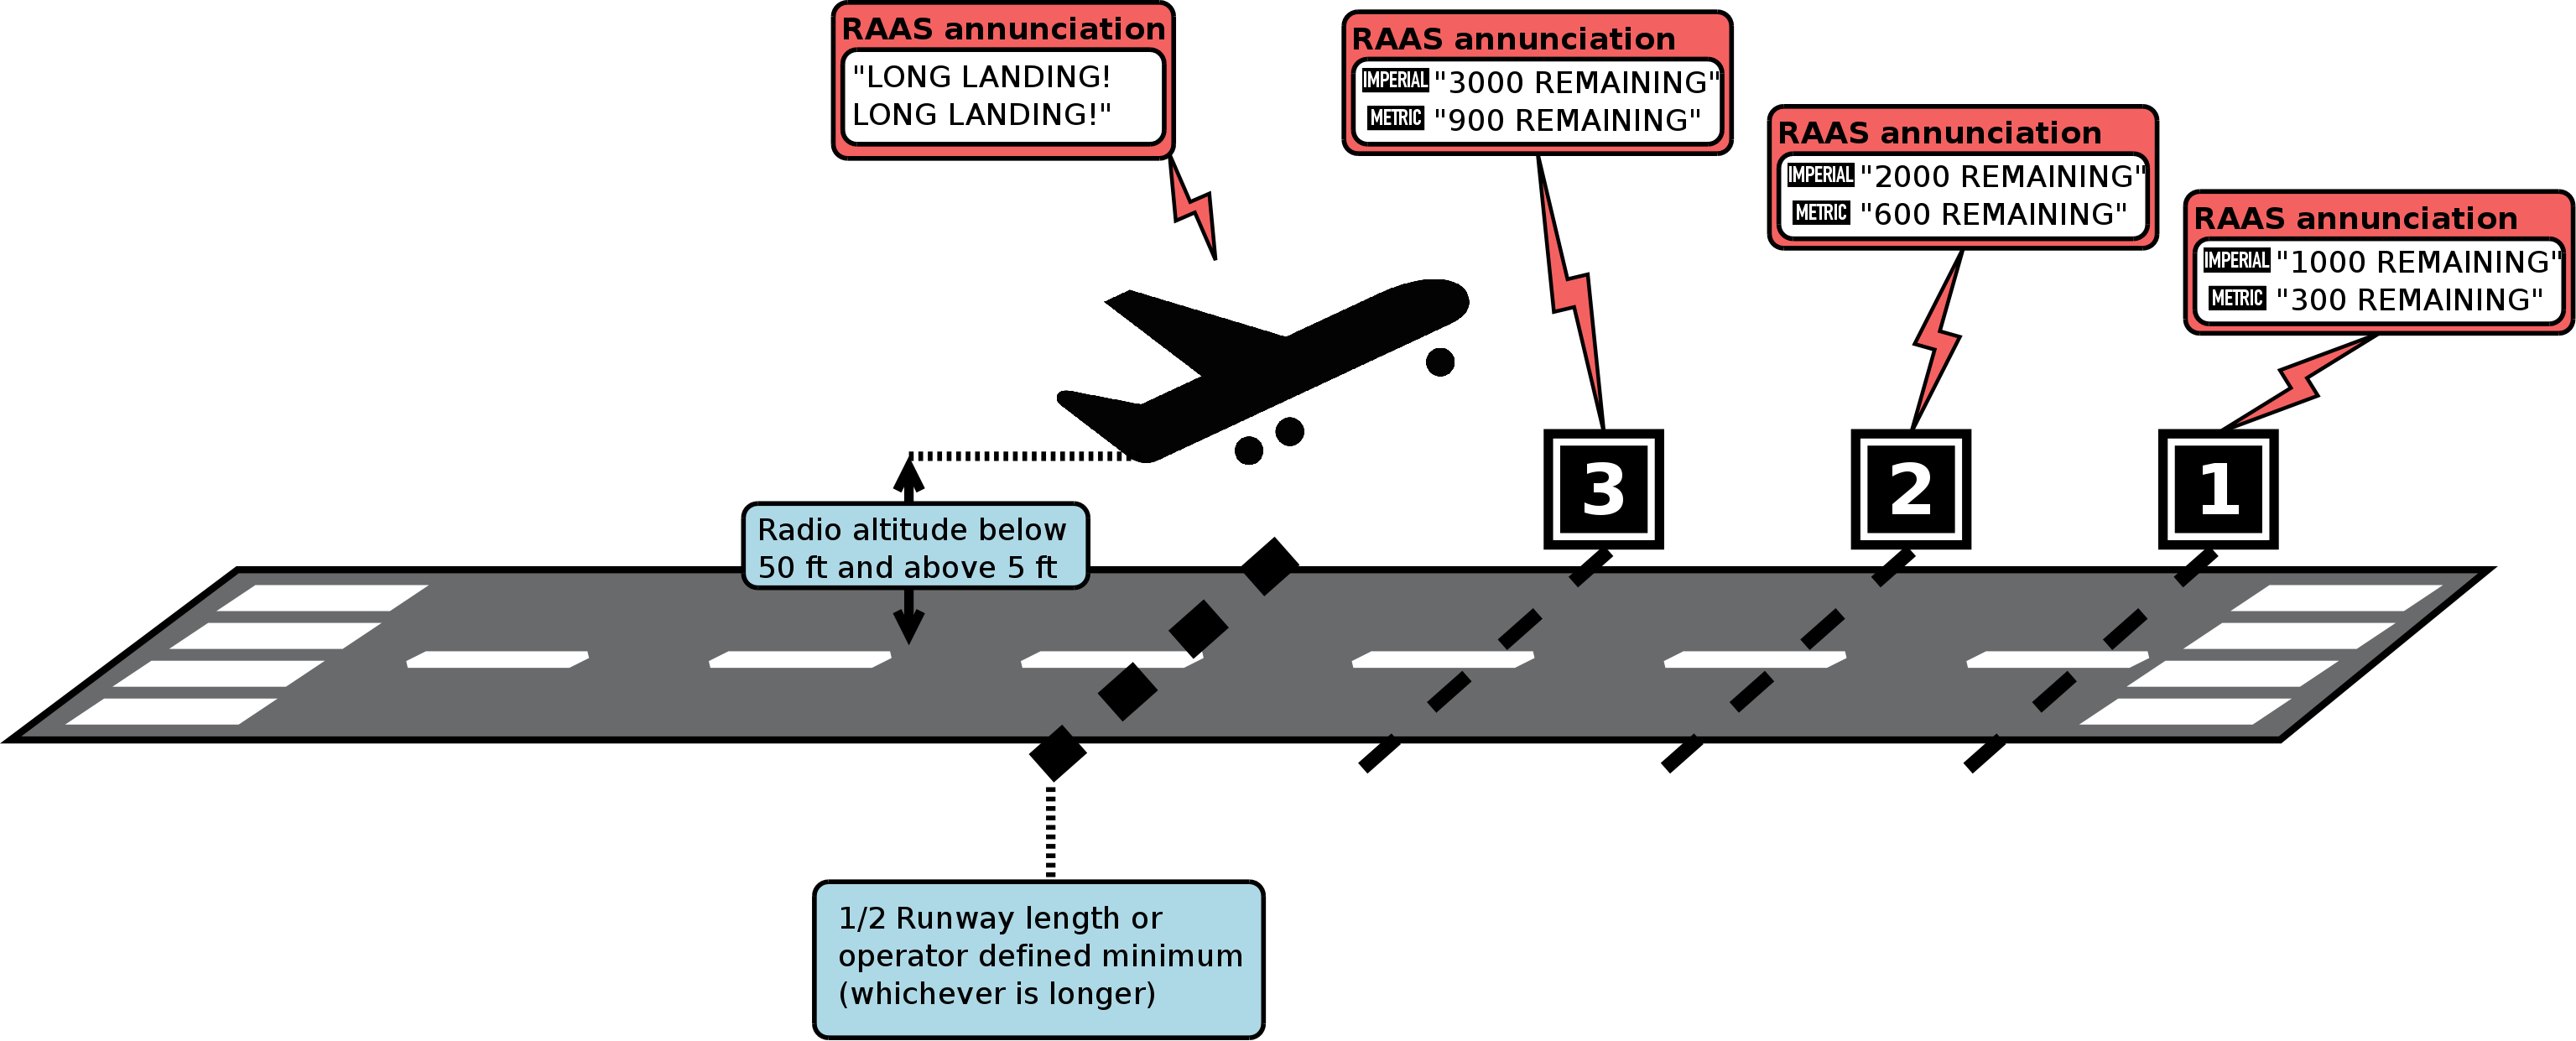 RAAS annunciation
"LONG LANDING!
LONG LANDING!"
RAAS annunciation
IMPERIAL "3000 REMAINING"
METRIC "900 REMAINING"
RAAS annunciation
IMPERIAL "2000 REMAINING"
METRIC "600 REMAINING"
RAAS annunciation
IMPERIAL "1000 REMAINING"
METRIC "300 REMAINING"
3
2
1
Radio altitude below
50 ft and above 5 ft
1/2 Runway length or
operator defined minimum
(whichever is longer)